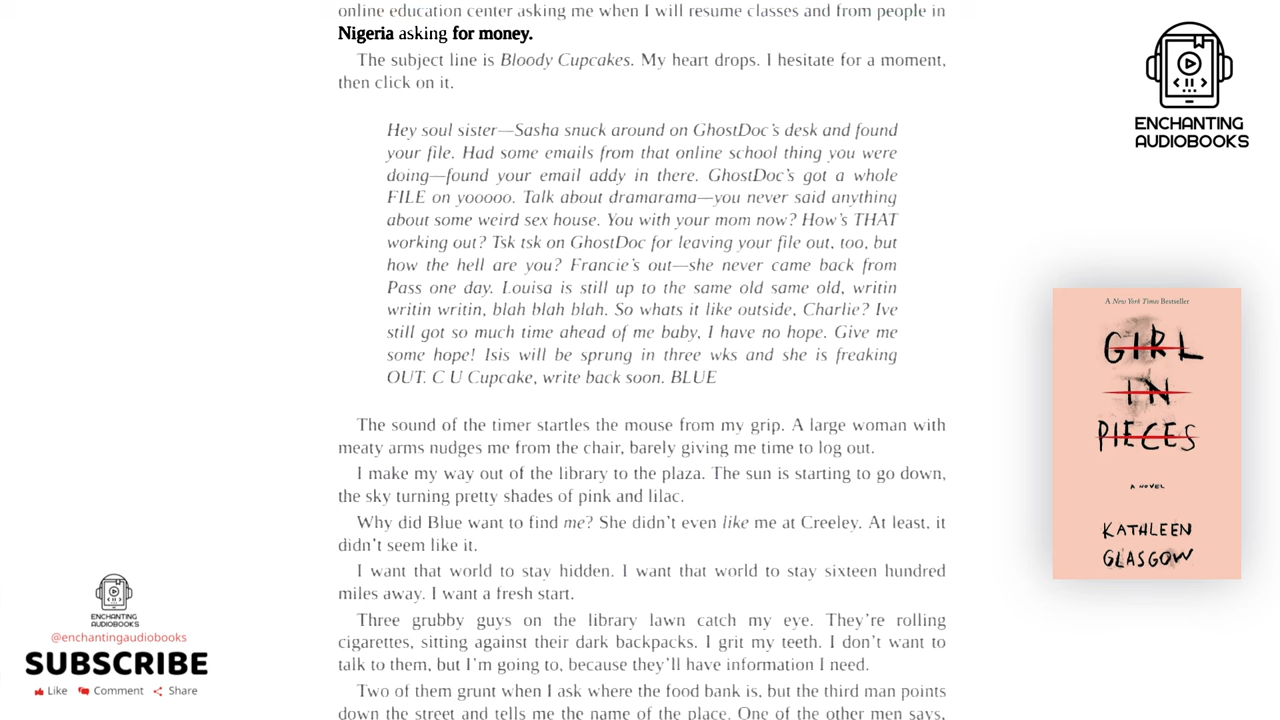 online education center asking me when I will resume classes and from people in
Nigeria asking for money.
The subject line is Bloody Cupcakes. My heart drops. I hesitate for a moment,
then click on it.
Hey soul sister—Sasha snuck around on GhostDoc's desk and found
your file. Had some emails from that online school thing you were
doing—found your email addy in there. GhostDoc's got a whole
FILE on yooooo. Talk about dramarama—you never said anything
about some weird sex house. You with your mom now? How's THAT
working out? Tsk tsk on GhostDoc for leaving your file out, too, but
how the hell are you? Francie's out—she never came back from
Pass one day. Louisa is still up to the same old same old, writin
writin writin, blah blah blah. So whats it like outside, Charlie? Ive
still got so much time ahead of me baby, I have no hope. Give me
some hope! Isis will be sprung in three wks and she is freaking
OUT. C U Cupcake, write back soon. BLUE
The sound of the timer startles the mouse from my grip. A large woman with
meaty arms nudges me from the chair, barely giving me time to log out.
I make my way out of the library to the plaza. The sun is starting to go down,
the sky turning pretty shades of pink and lilac.
Why did Blue want to find me? She didn't even like me at Creeley. At least, it
didn't seem like it.
I want that world to stay hidden. I want that world to stay sixteen hundred
miles away. I want a fresh start.
Three grubby guys on the library lawn catch my eye. They're rolling
cigarettes, sitting against their dark backpacks. I grit my teeth. I don't want to
talk to them, but I'm going to, because they'll have information I need.
Two of them grunt when I ask where the food bank is, but the third man points
down the street and tells me the name of the place. One of the other men says,
ENCHANTING
AUDIOBOOKS
A New York Times Bestseller
GIRL
IN
PIECES
A NOVEL
KATHLEEN
GLASGOW
ENCHANTING
AUDIOBOOKS
@enchantingaudiobooks
SUBSCRIBE
Like Comment Share